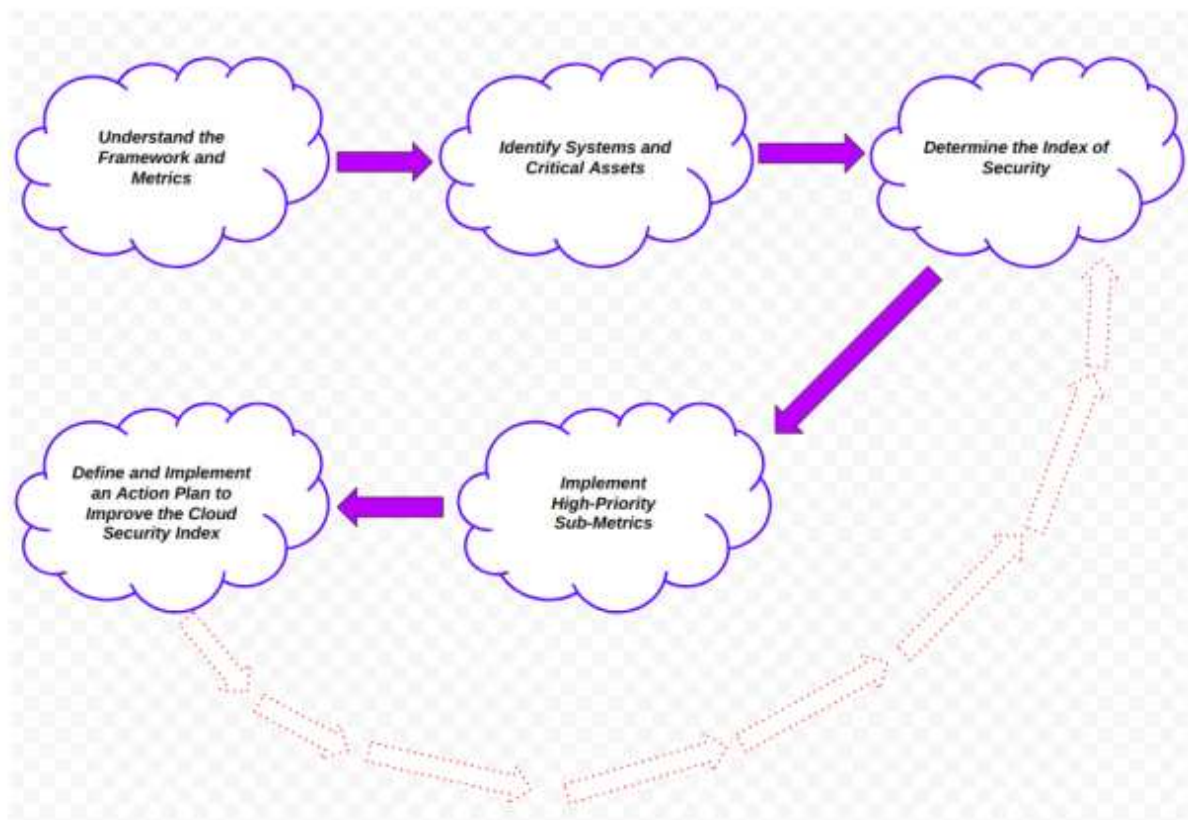 Understand the
Framework and
Metrics
Identify Systems and
Critical Assets
Determine the Index of
Security
Define and Implement
an Action Plan to
Improve the Cloud
Security Index
Implement
High-Priority
Sub-Metrics